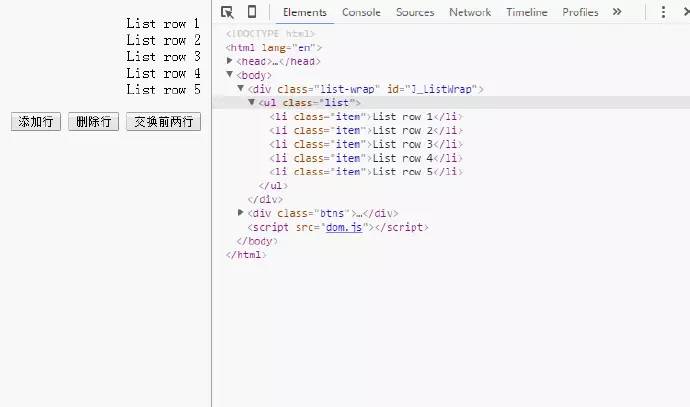 List row 1
List row 2
List row 3
List row 4
List row 5
添加行 删除行 交换前两行
Elements Console Sources Network Timeline Profiles »
<!DOCTYPE html>
<html lang="en">
<head>…</head>
<body>
<div class="list-wrap" id="J_ListWrap">
<ul class="list">
<li class="item">List row 1</li>
<li class="item">List row 2</li>
<li class="item">List row 3</li>
<li class="item">List row 4</li>
<li class="item">List row 5</li>
</ul>
</div>
<div class="btns">…</div>
<script src="dom.js"></script>
</body>
</html>